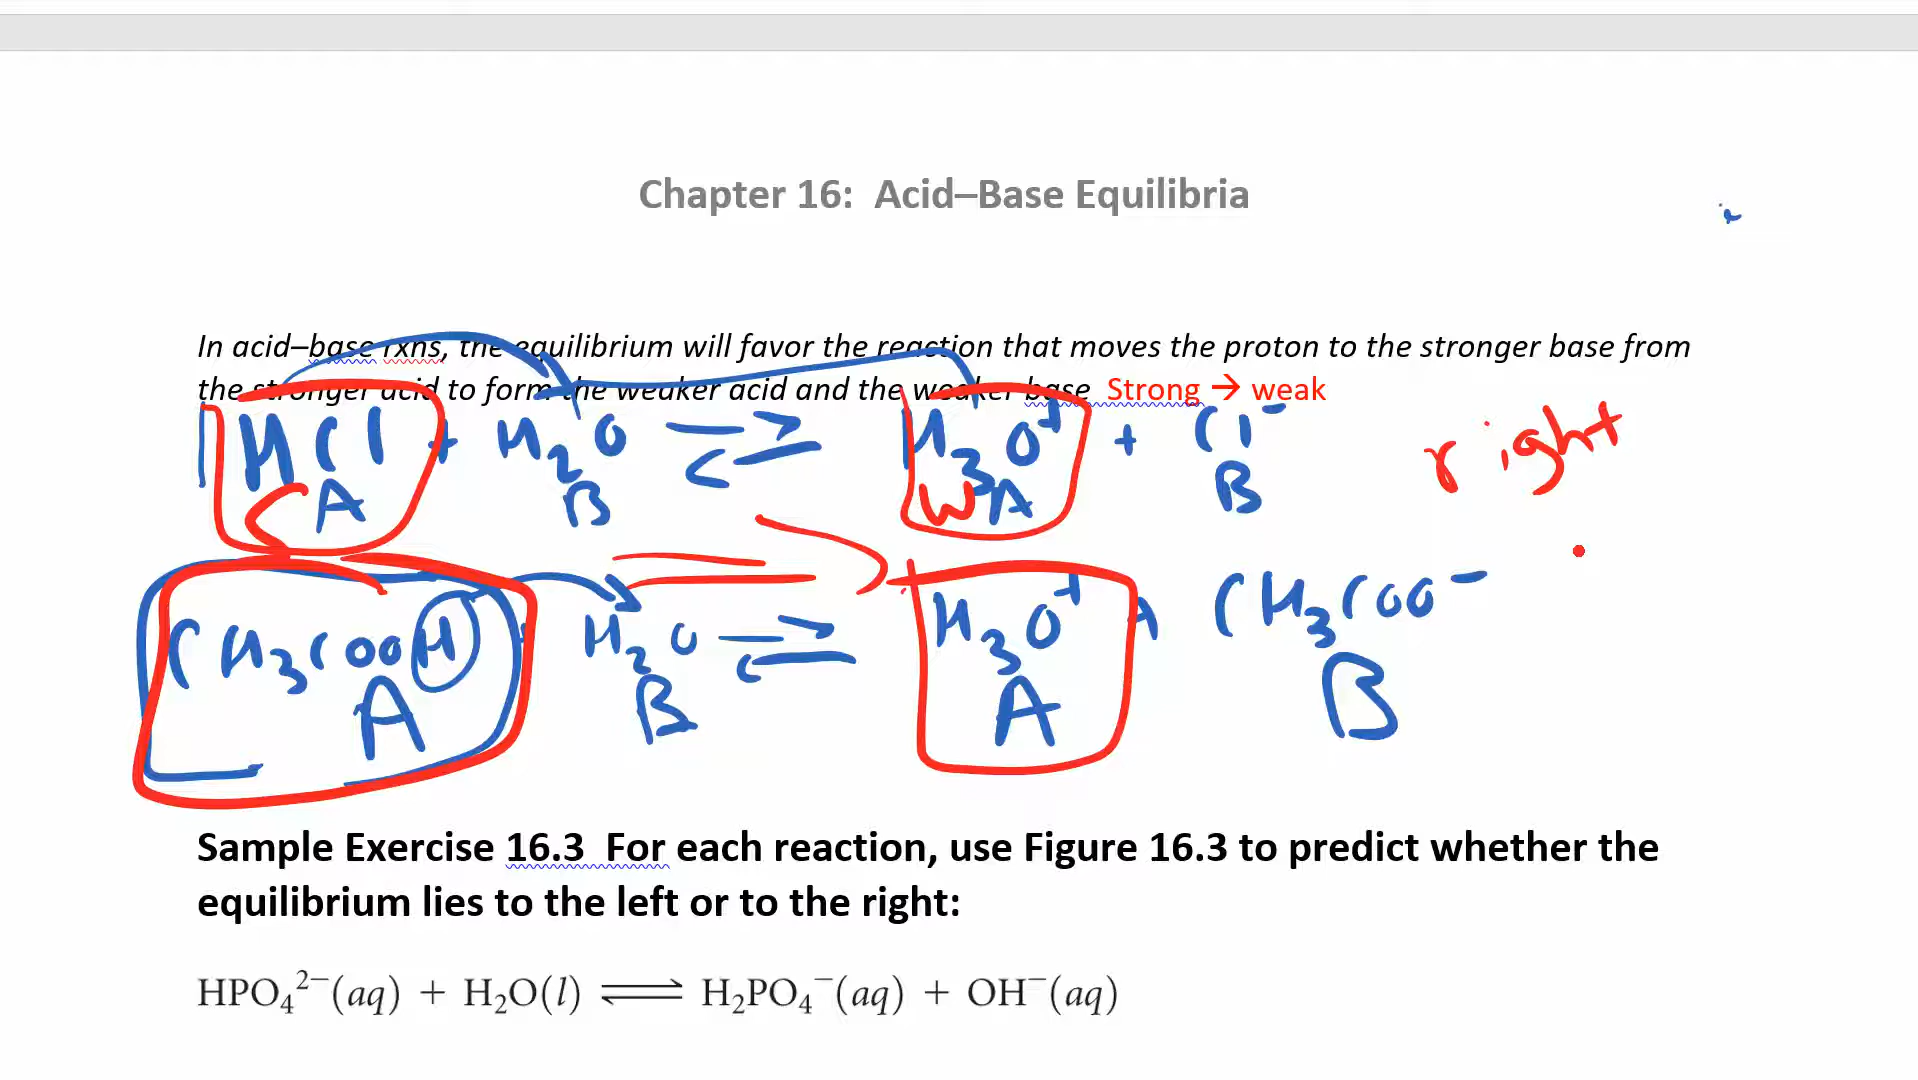 Chapter 16: Acid–Base Equilibria
In acid–base rxns, the equilibrium will favor the reaction that moves the proton to the stronger base from
the stronger acid to form the weaker acid and the weaker base Strong → weak
HCl + H₂O ⇌ H₃O⁺ + Cl⁻
right
A B W A B
CH₃COOH + H₂O ⇌ H₃O⁺ + CH₃COO⁻
A B A B
Sample Exercise 16.3 For each reaction, use Figure 16.3 to predict whether the
equilibrium lies to the left or to the right:
HPO₄²⁻(aq) + H₂O(l) ⇌ H₂PO₄⁻(aq) + OH⁻(aq)